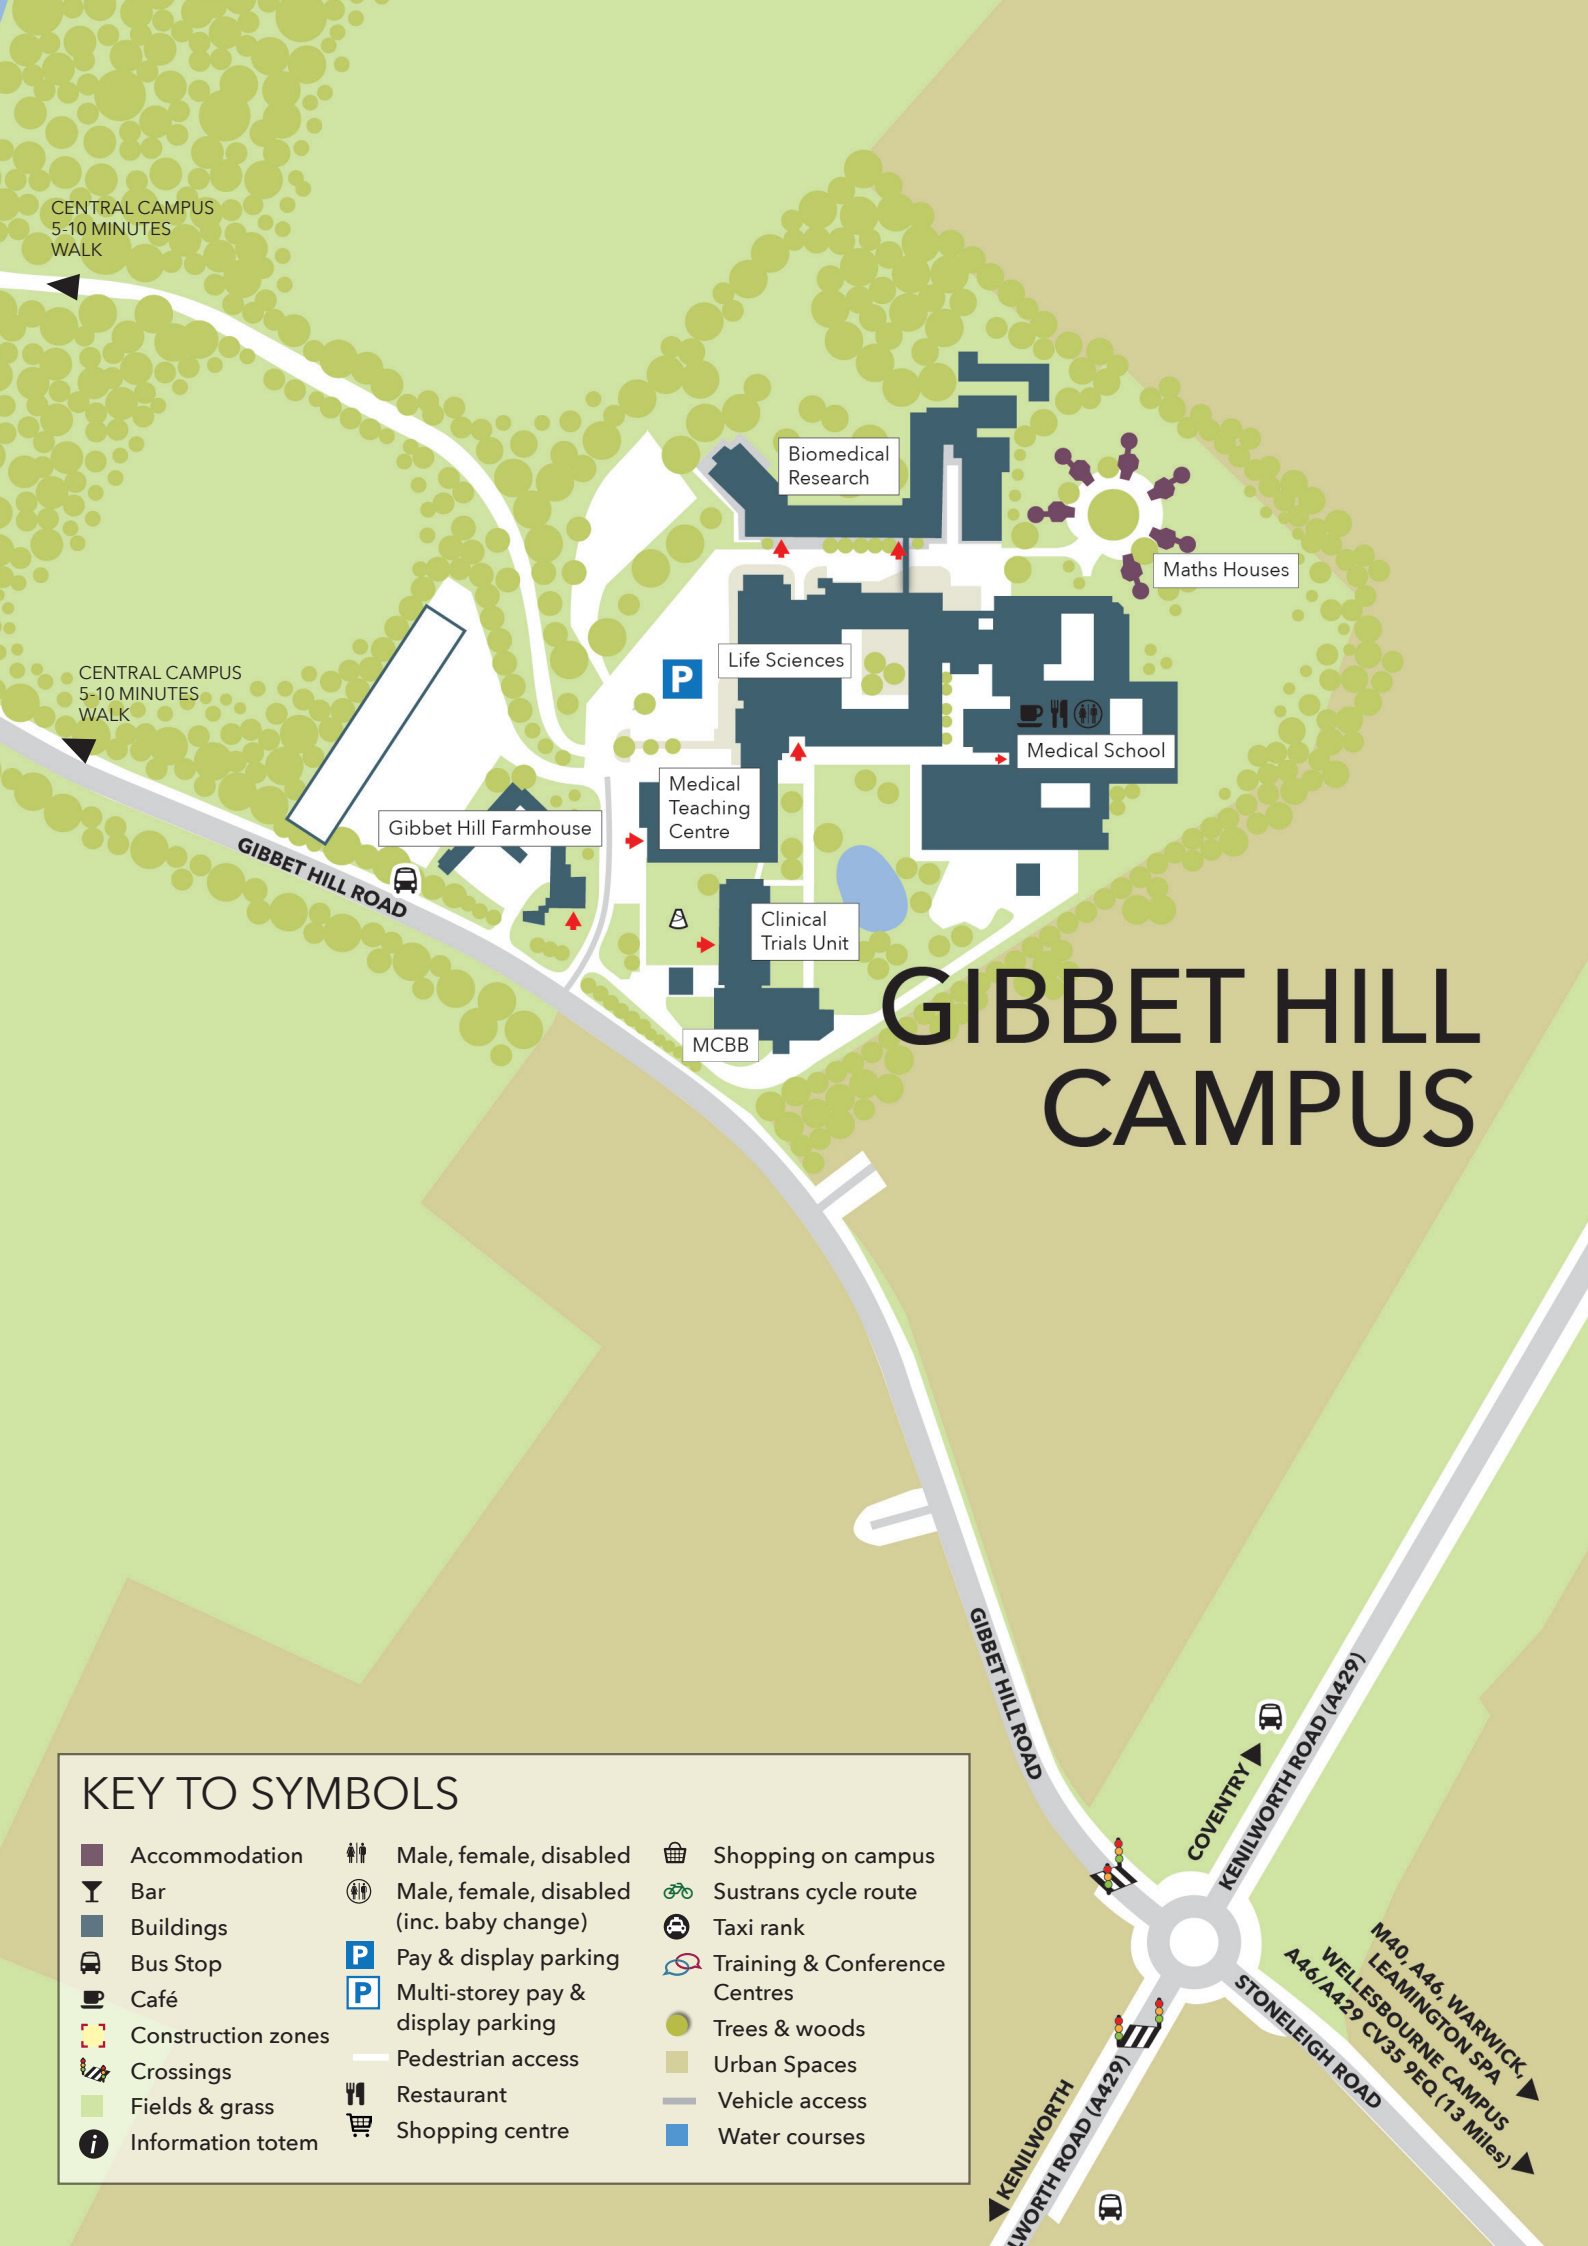 CENTRAL CAMPUS
5-10 MINUTES
WALK
Biomedical
Research
Maths Houses
CENTRAL CAMPUS
5-10 MINUTES
WALK
P
Life Sciences
Medical School
Medical
Teaching
Centre
Gibbet Hill Farmhouse
GIBBET HILL ROAD
Clinical
Trials Unit
MCBB
GIBBET HILL
CAMPUS
GIBBET HILL ROAD
COVENTRY
KENILWORTH ROAD (A429)
STONELEIGH ROAD
M40, A46, WARWICK,
LEAMINGTON SPA
WELLESBOURNE CAMPUS
A46/A429 CV35 9EQ (13 Miles)
KENILWORTH
LWORTH ROAD (A429)
KEY TO SYMBOLS
Accommodation
Bar
Buildings
Bus Stop
Café
Construction zones
Crossings
Fields & grass
i
Information totem
Male, female, disabled
Male, female, disabled
(inc. baby change)
P
Pay & display parking
P
Multi-storey pay &
display parking
Pedestrian access
Restaurant
Shopping centre
Shopping on campus
Sustrans cycle route
Taxi rank
Training & Conference
Centres
Trees & woods
Urban Spaces
Vehicle access
Water courses